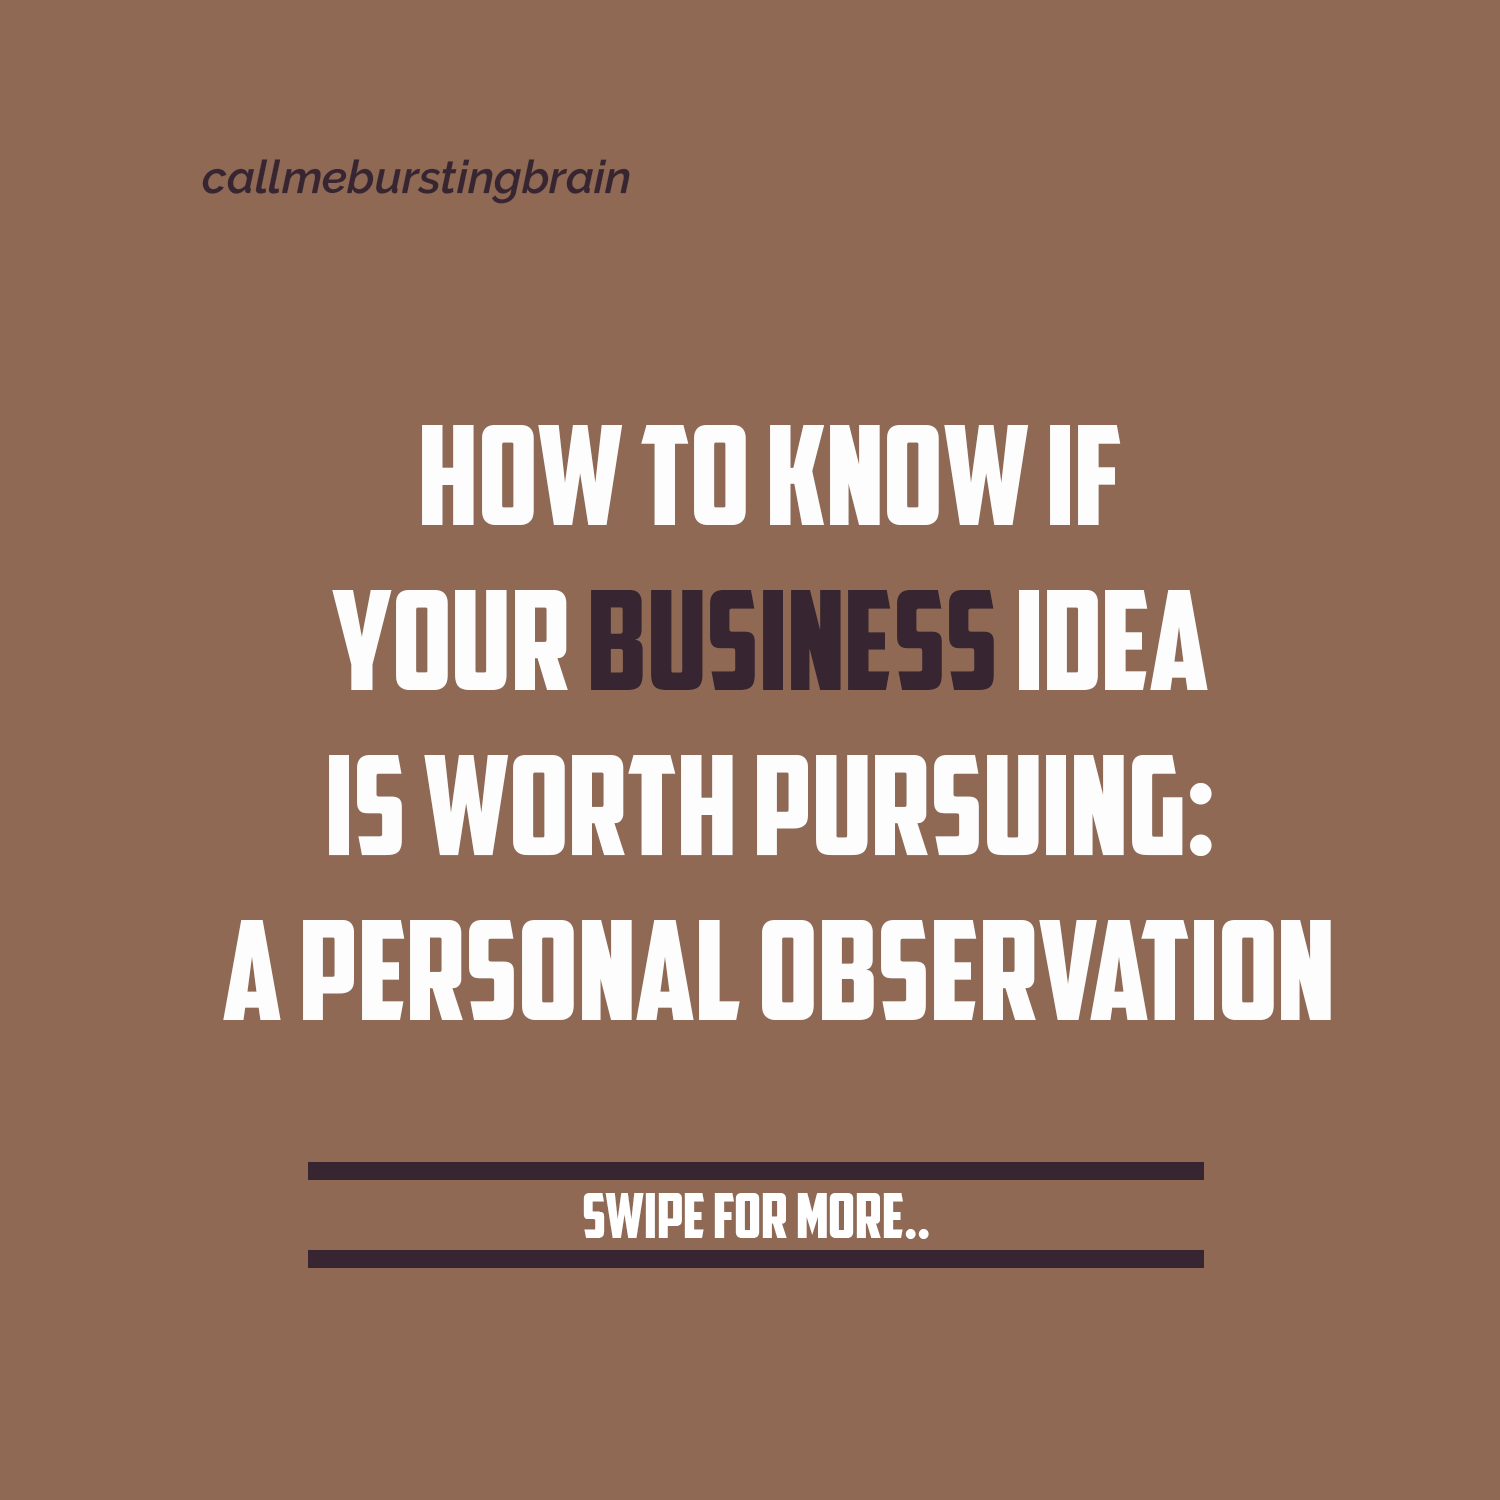 callmeburstingbrain
HOW TO KNOW IF
YOUR BUSINESS IDEA
IS WORTH PURSUING:
A PERSONAL OBSERVATION
SWIPE FOR MORE..